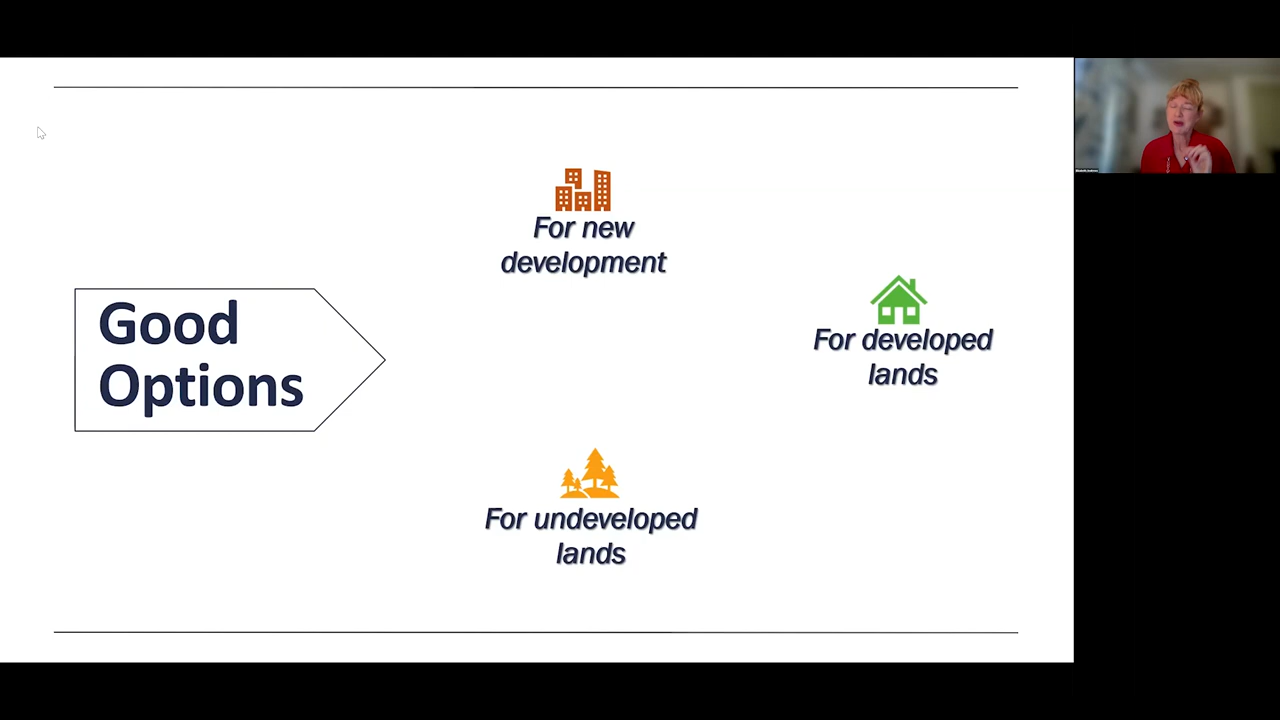 Good
Options
For new
development
For developed
lands
For undeveloped
lands